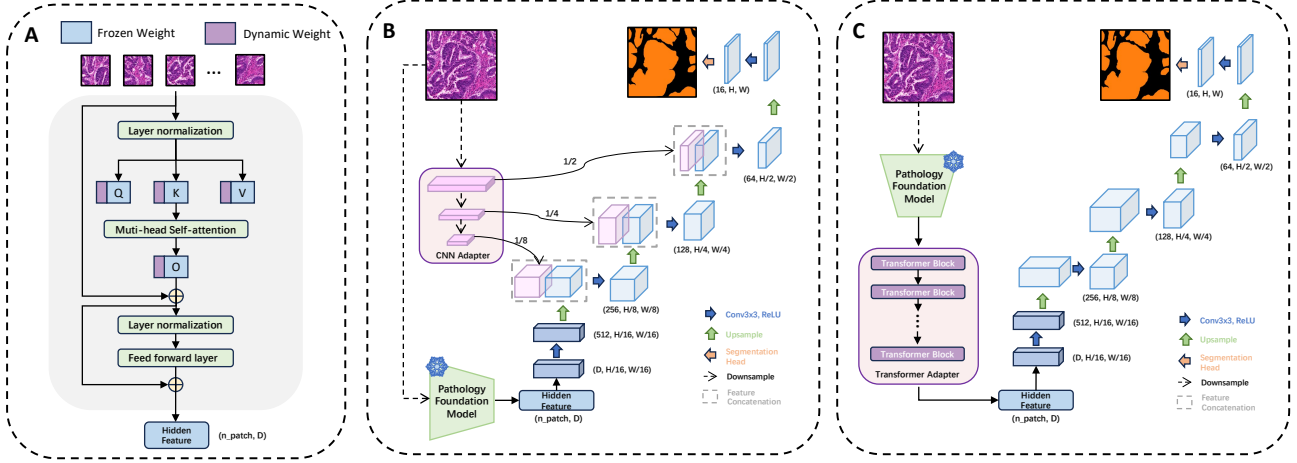 A
Frozen Weight
Dynamic Weight
...
Layer normalization
Q
K
V
Muti-head Self-attention
O
Layer normalization
Feed forward layer
Hidden
Feature
(n_patch, D)
B
(16, H, W)
1/2
(64, H/2, W/2)
1/4
(128, H/4, W/4)
1/8
CNN Adapter
(256, H/8, W/8)
(512, H/16, W/16)
(D, H/16, W/16)
Pathology
Foundation
Model
Hidden
Feature
(n_patch, D)
Conv3x3, ReLU
Upsample
Segmentation
Head
Downsample
Feature
Concatenation
C
(16, H, W)
Pathology
Foundation
Model
(64, H/2, W/2)
(128, H/4, W/4)
Transformer Block
Transformer Block
Transformer Block
Transformer Adapter
(256, H/8, W/8)
(512, H/16, W/16)
(D, H/16, W/16)
Hidden
Feature
(n_patch, D)
Conv3x3, ReLU
Upsample
Segmentation
Head
Downsample
Feature
Concatenation